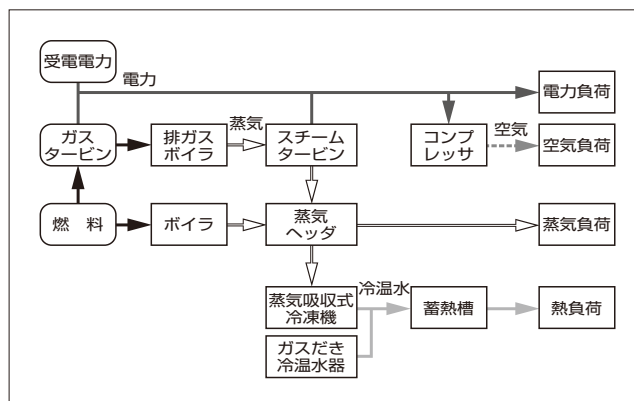 受電電力
電力
電力負荷
ガス
タービン
排ガス
ボイラ
蒸気
スチーム
タービン
コンプ
レッサ
空気
空気負荷
燃　料
ボイラ
蒸気
ヘッダ
蒸気負荷
蒸気吸収式
冷凍機
冷温水
蓄熱槽
熱負荷
ガスだき
冷温水器